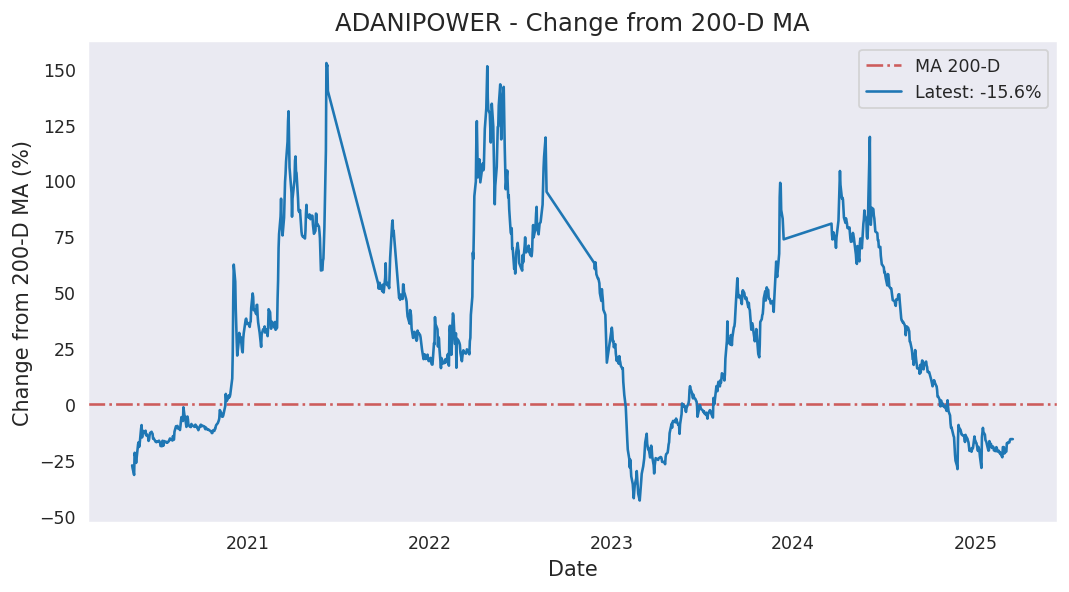 ADANIPOWER - Change from 200-D MA
MA 200-D
Latest: -15.6%
Change from 200-D MA (%)
150
125
100
75
50
25
0
−25
−50
2021
2022
2023
2024
2025
Date